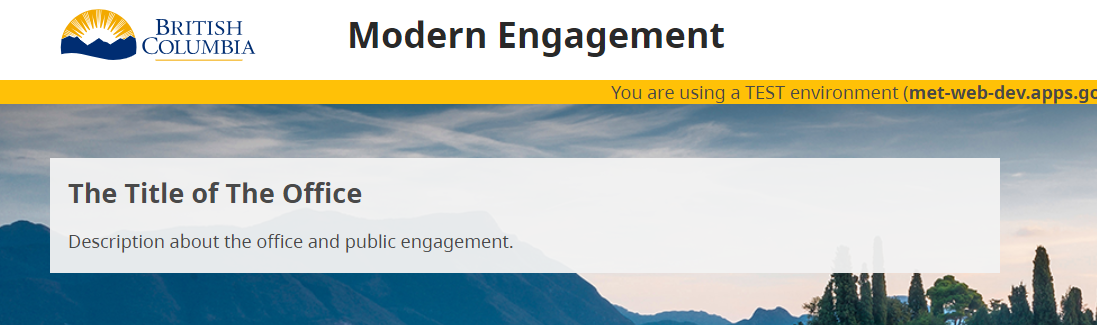 BRITISH
COLUMBIA
Modern Engagement
You are using a TEST environment (met-web-dev.apps.gc
The Title of The Office
Description about the office and public engagement.